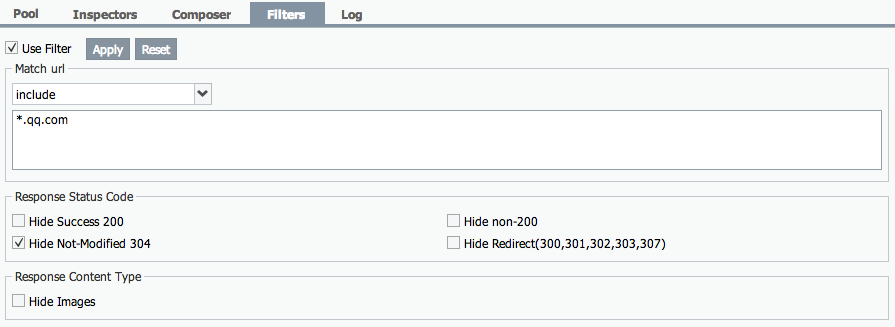 Pool Inspectors Composer Filters Log
Use Filter Apply Reset
Match url
include
*.qq.com
Response Status Code
Hide Success 200 Hide non-200
Hide Not-Modified 304 Hide Redirect(300,301,302,303,307)
Response Content Type
Hide Images